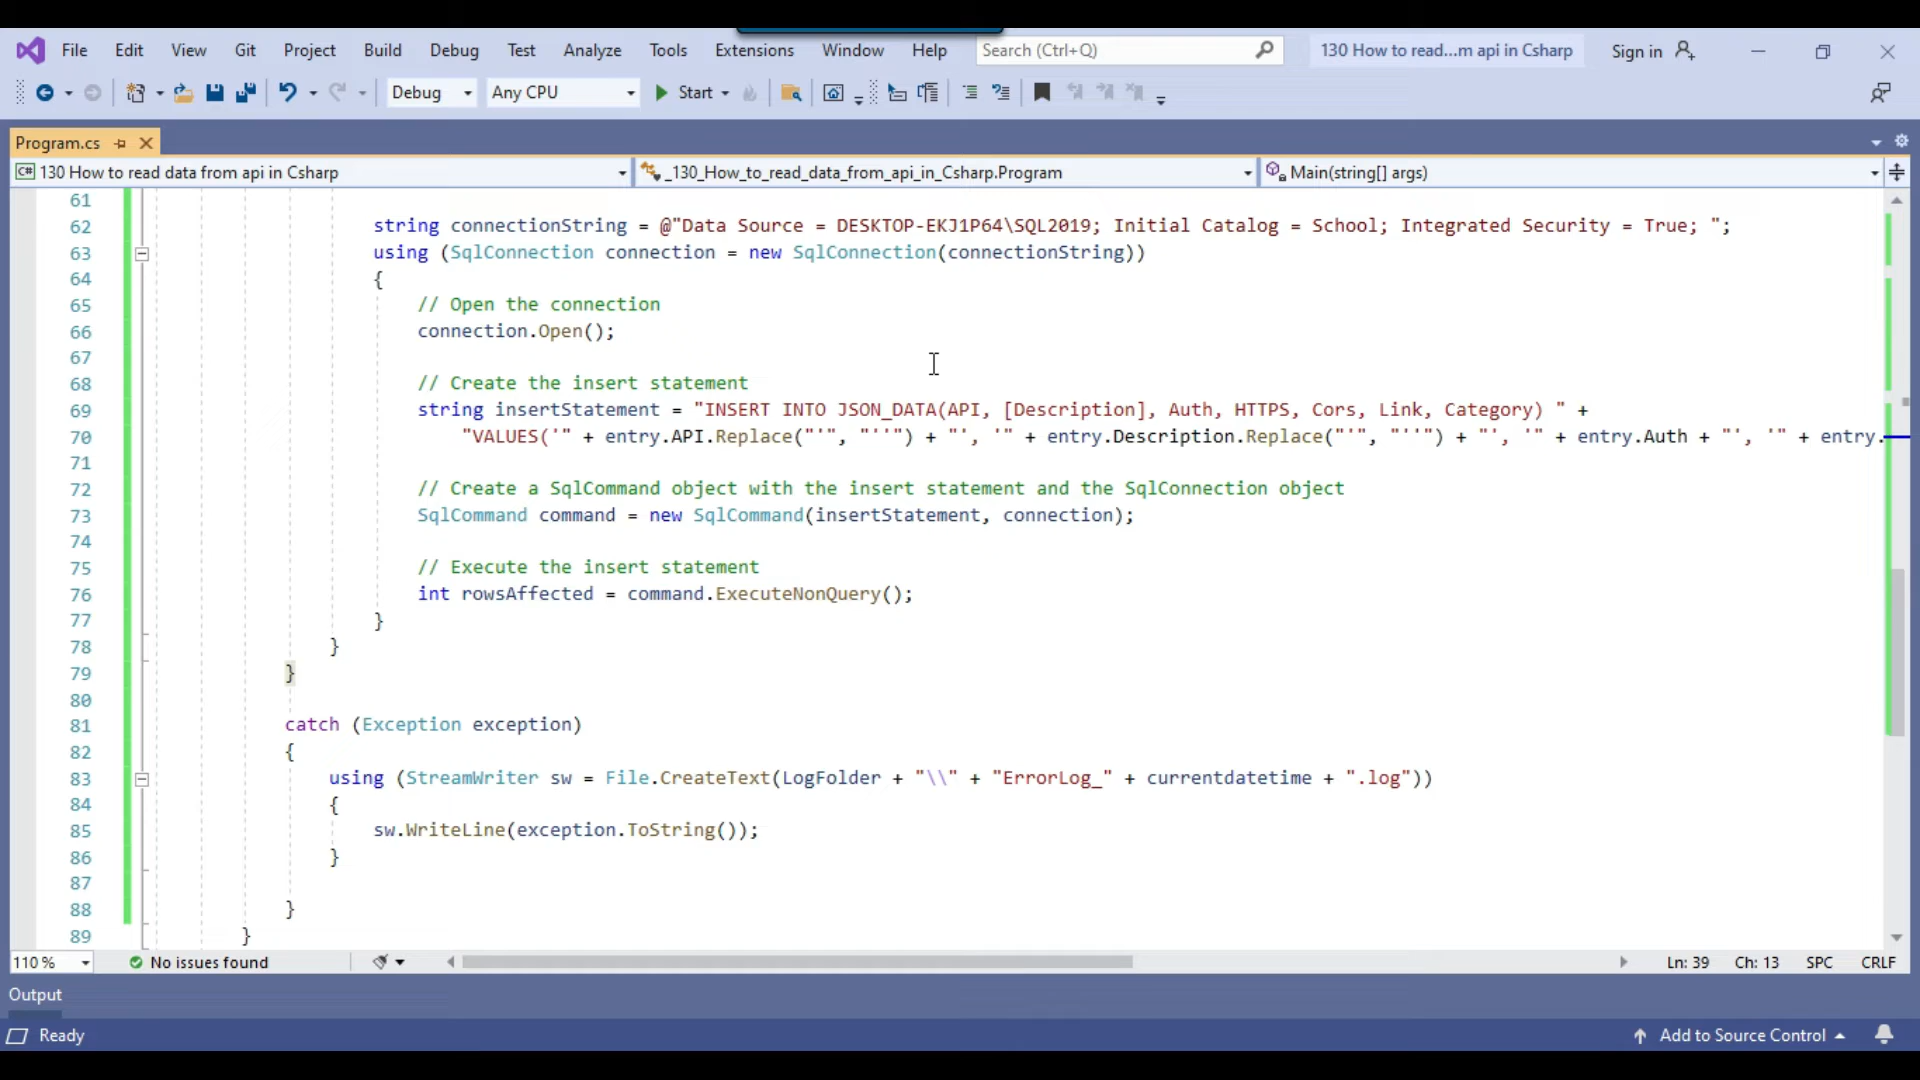 File Edit View Git Project Build Debug Test Analyze Tools Extensions Window Help Search (Ctrl+Q) 130 How to read...m api in Csharp Sign in
Debug Any CPU Start
Program.cs
130 How to read data from api in Csharp _130_How_to_read_data_from_api_in_Csharp.Program Main(string[] args)
61
62 string connectionString = @"Data Source = DESKTOP-EKJ1P64\SQL2019; Initial Catalog = School; Integrated Security = True; ";
63 using (SqlConnection connection = new SqlConnection(connectionString))
64 {
65 // Open the connection
66 connection.Open();
67
68 // Create the insert statement
69 string insertStatement = "INSERT INTO JSON_DATA(API, [Description], Auth, HTTPS, Cors, Link, Category) " +
70 "VALUES('" + entry.API.Replace("'", "''") + "', '" + entry.Description.Replace("'", "''") + "', '" + entry.Auth + "', '" + entry.
71
72 // Create a SqlCommand object with the insert statement and the SqlConnection object
73 SqlCommand command = new SqlCommand(insertStatement, connection);
74
75 // Execute the insert statement
76 int rowsAffected = command.ExecuteNonQuery();
77 }
78 }
79 }
80
81 catch (Exception exception)
82 {
83 using (StreamWriter sw = File.CreateText(LogFolder + "\\" + "ErrorLog_" + currentdatetime + ".log"))
84 {
85 sw.WriteLine(exception.ToString());
86 }
87
88 }
89 }
110 % No issues found Ln: 39 Ch: 13 SPC CRLF
Output
Ready Add to Source Control